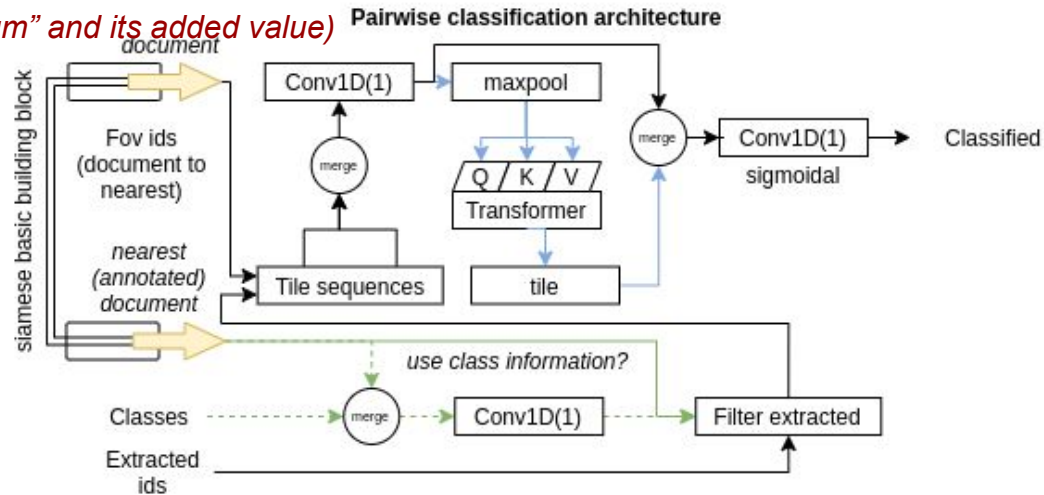 um” and its added value)
Pairwise classification architecture
document
siamese basic building block
Fov ids
(document to
nearest)
nearest
(annotated)
document
Conv1D(1)
merge
Tile sequences
maxpool
Q K V
Transformer
tile
merge
Conv1D(1)
sigmoidal
Classified
use class information?
Classes
merge
Conv1D(1)
Filter extracted
Extracted
ids